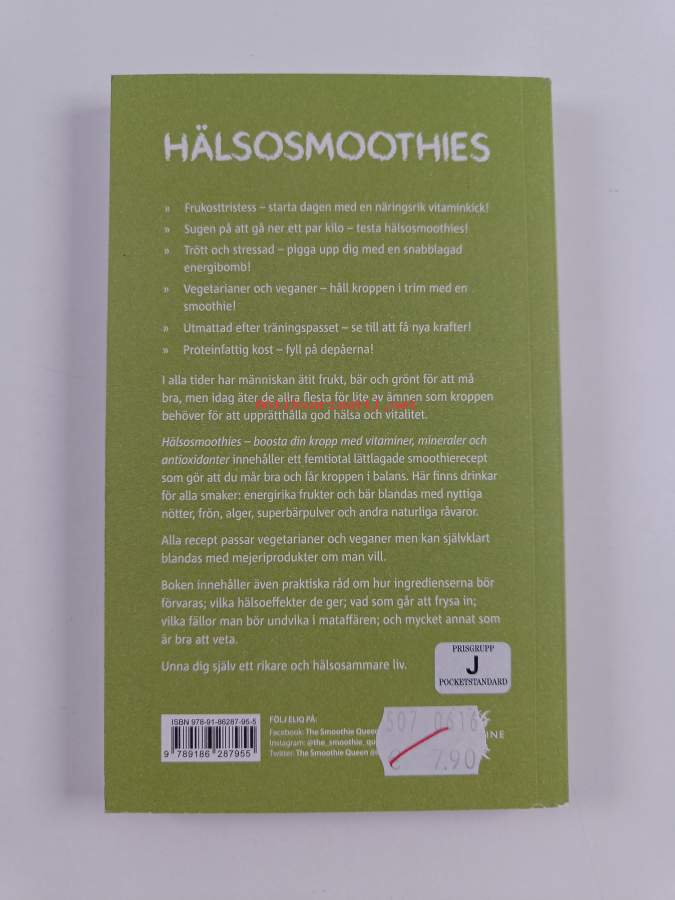 HÄLSOSMOOTHIES
» Frukosttristess – starta dagen med en näringsrik vitaminkick!
» Sugen på att gå ner ett par kilo – testa hälsosmoothies!
» Trött och stressad – pigga upp dig med en snabblagad
energibomb!
» Vegetarianer och veganer – håll kroppen i trim med en
smoothie!
» Utmattad efter träningspasset – se till att få nya krafter!
» Proteinfattig kost – fyll på depåerna!
I alla tider har människan ätit frukt, bär och grönt för att må
bra, men idag äter de allra flesta för lite av ämnen som kroppen
behöver för att upprätthålla god hälsa och vitalitet.
Hälsosmoothies – boosta din kropp med vitaminer, mineraler och
antioxidanter innehåller ett femtiotal lättlagade smoothierecept
som gör att du mår bra och får kroppen i balans. Här finns drinkar
för alla smaker: energirika frukter och bär blandas med nyttiga
nötter, frön, alger, superbärpulver och andra naturliga råvaror.
Alla recept passar vegetarianer och veganer men kan självklart
blandas med mejeriprodukter om man vill.
Boken innehåller även praktiska råd om hur ingredienserna bör
förvaras; vilka hälsoeffekter de ger; vad som går att frysa in;
vilka fällor man bör undvika i mataffären; och mycket annat som
är bra att veta.
Unna dig själv ett rikare och hälsosammare liv.
PRISGRUPP
J
POCKETSTANDARD
ISBN 978-91-86287-95-5
9 789186 287955
FÖLJ ELIQ PÅ:
Facebook: The Smoothie Queen
Instagram: @the_smoothie_qu
Twitter: The Smoothie Queen
507 0616
€ 7.90
INE